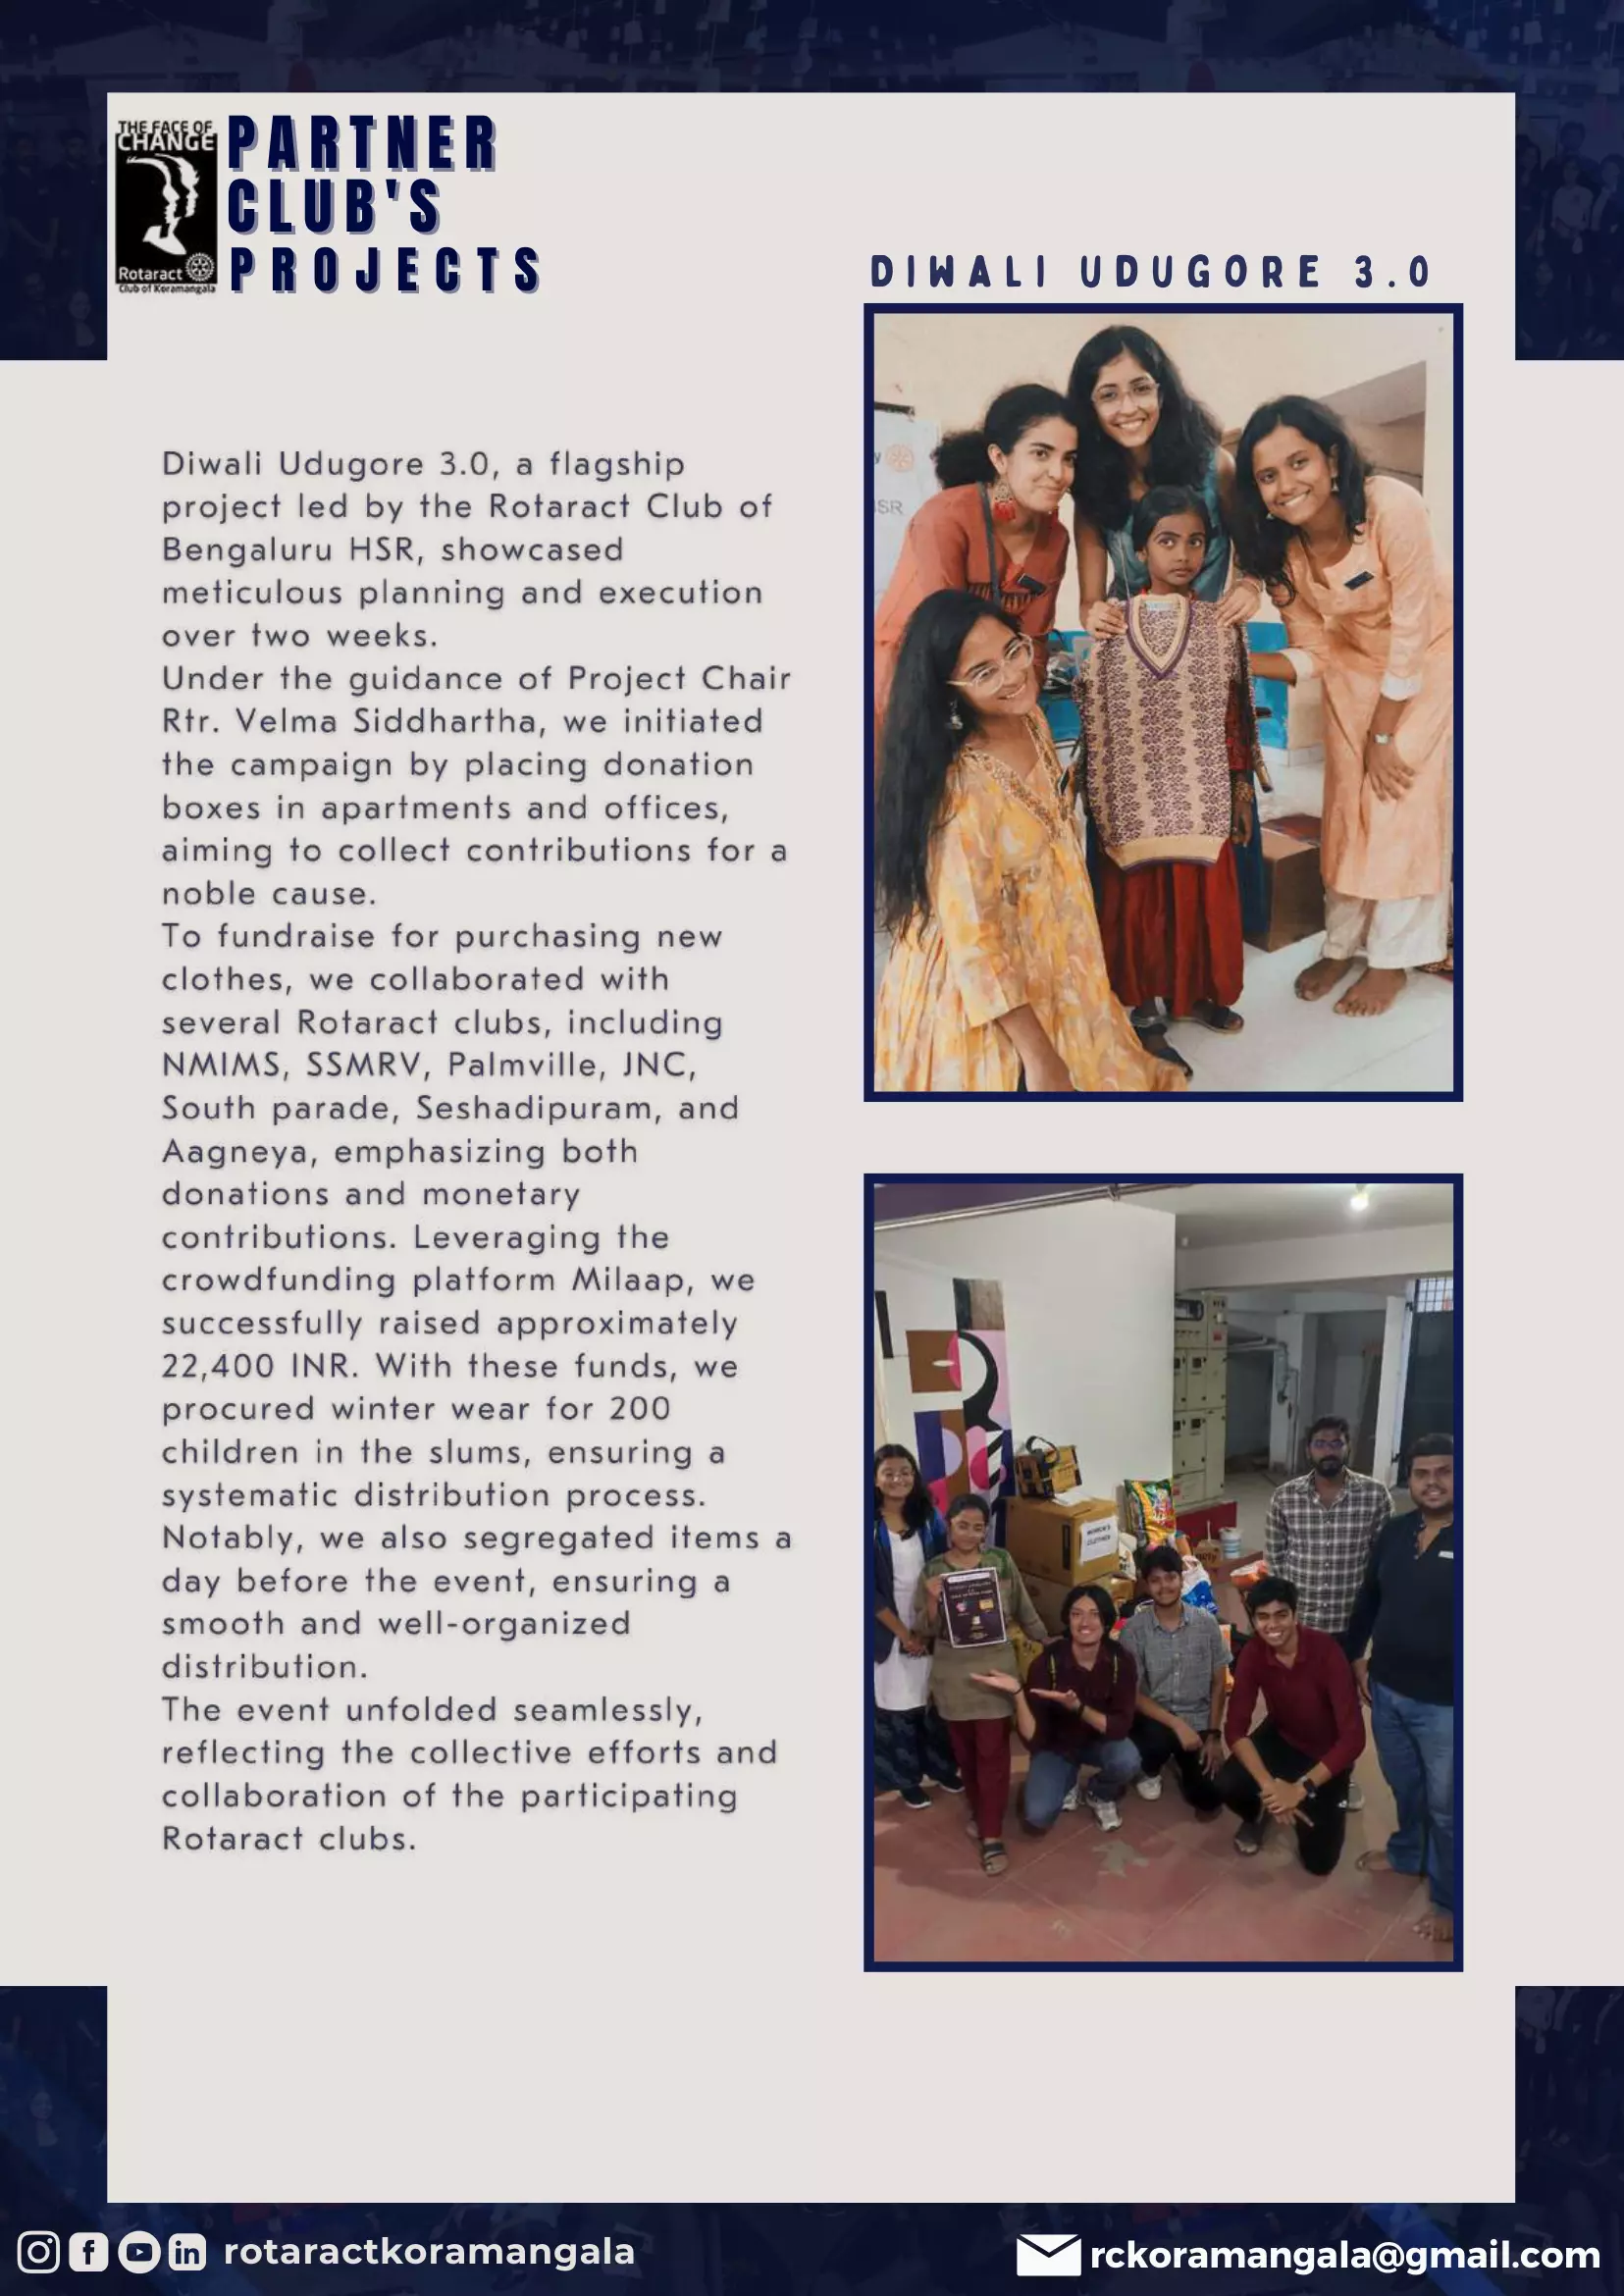 THE FACE OF
CHANGE
Rotaract
Club of Koramangala
PARTNER
CLUB'S
PROJECTS
DIWALI UDUGORE 3.0
Diwali Udugore 3.0, a flagship
project led by the Rotaract Club of
Bengaluru HSR, showcased
meticulous planning and execution
over two weeks.
Under the guidance of Project Chair
Rtr. Velma Siddhartha, we initiated
the campaign by placing donation
boxes in apartments and offices,
aiming to collect contributions for a
noble cause.
To fundraise for purchasing new
clothes, we collaborated with
several Rotaract clubs, including
NMIMS, SSMRV, Palmville, JNC,
South parade, Seshadipuram, and
Aagneya, emphasizing both
donations and monetary
contributions. Leveraging the
crowdfunding platform Milaap, we
successfully raised approximately
22,400 INR. With these funds, we
procured winter wear for 200
children in the slums, ensuring a
systematic distribution process.
Notably, we also segregated items a
day before the event, ensuring a
smooth and well-organized
distribution.
The event unfolded seamlessly,
reflecting the collective efforts and
collaboration of the participating
Rotaract clubs.
WOMEN'S
CLOTHES
rotaractkoramangala
rckoramangala@gmail.com